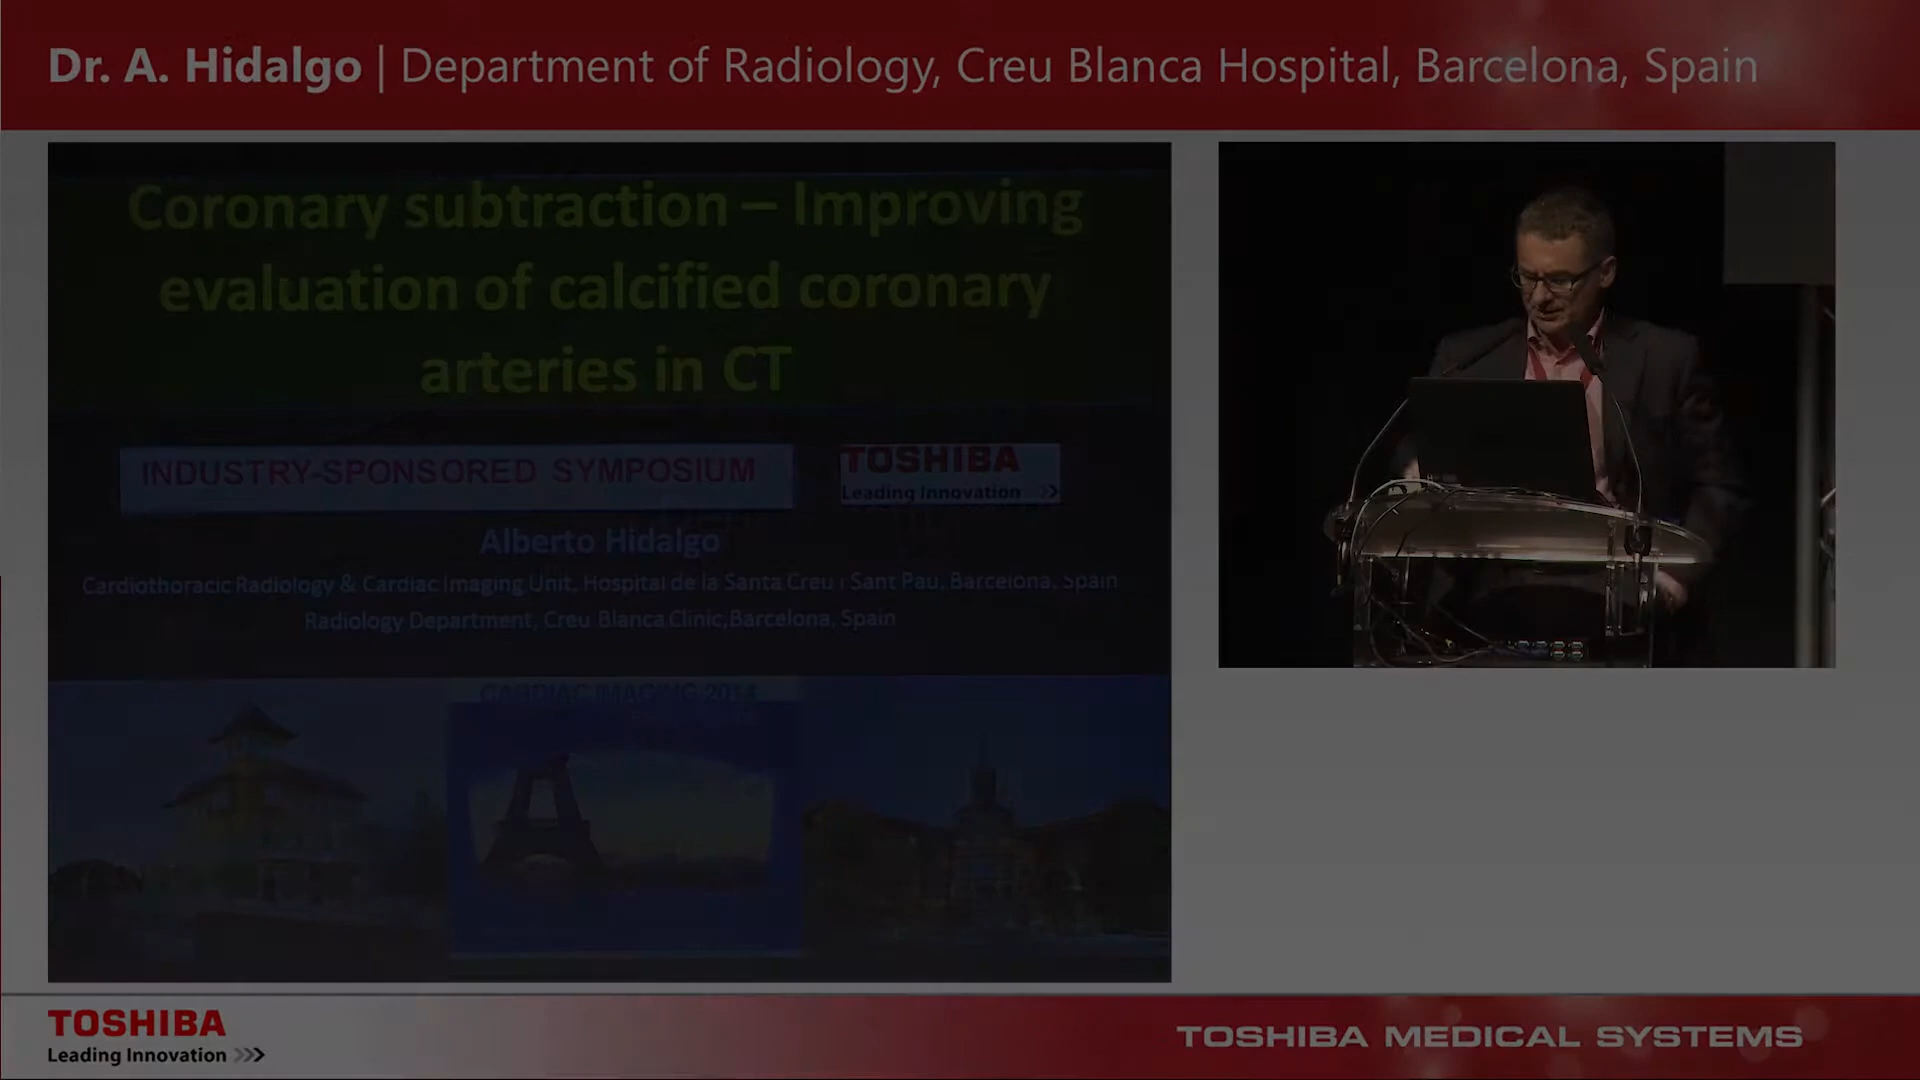 Dr. A. Hidalgo | Department of Radiology, Creu Blanca Hospital, Barcelona, Spain
Coronary subtraction – Improving
evaluation of calcified coronary
arteries in CT
INDUSTRY-SPONSORED SYMPOSIUM
TOSHIBA
Leading Innovation >>
Alberto Hidalgo
Cardiothoracic Radiology & Cardiac Imaging Unit, Hospital de la Santa Creu i Sant Pau, Barcelona, Spain
Radiology Department, Creu Blanca Clinic,Barcelona, Spain
CARDIAC IMAGING 2014
TOSHIBA
Leading Innovation >>>
TOSHIBA MEDICAL SYSTEMS